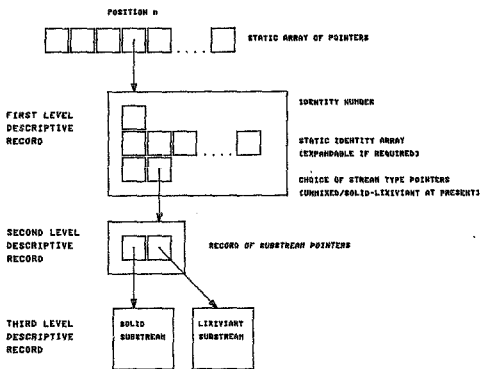 POSITION n
STATIC ARRAY OF POINTERS
IDENTITY NUMBER
FIRST LEVEL
DESCRIPTIVE
RECORD
STATIC IDENTITY ARRAY
(EXPANDABLE IF REQUIRED)
CHOICE OF STREAM TYPE POINTERS
(UNMIXED/SOLID-LIXIVIANT AT PRESENT)
SECOND LEVEL
DESCRIPTIVE
RECORD
RECORD OF SUBSTREAM POINTERS
THIRD LEVEL
DESCRIPTIVE
RECORD
SOLID
SUBSTREAM
LIXIVIANT
SUBSTREAM